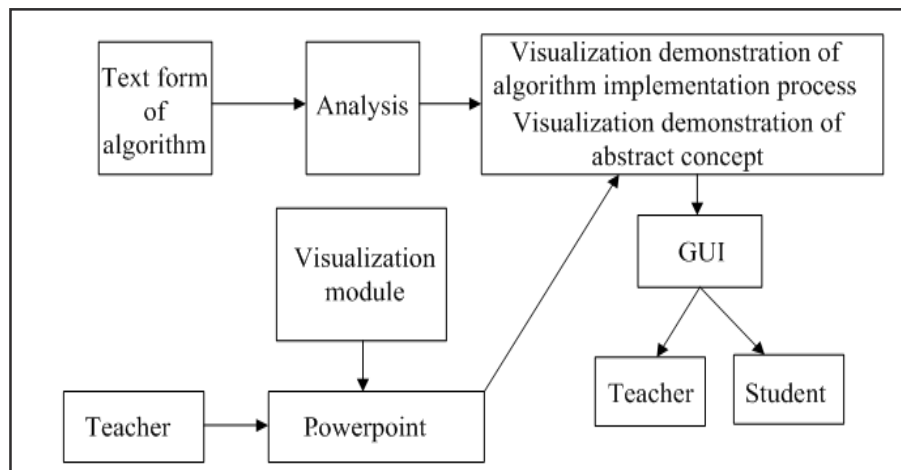 Text form
of
algorithm
Analysis
Visualization demonstration of
algorithm implementation process
Visualization demonstration of
abstract concept
Visualization
module
GUI
Teacher
Powerpoint
Teacher
Student